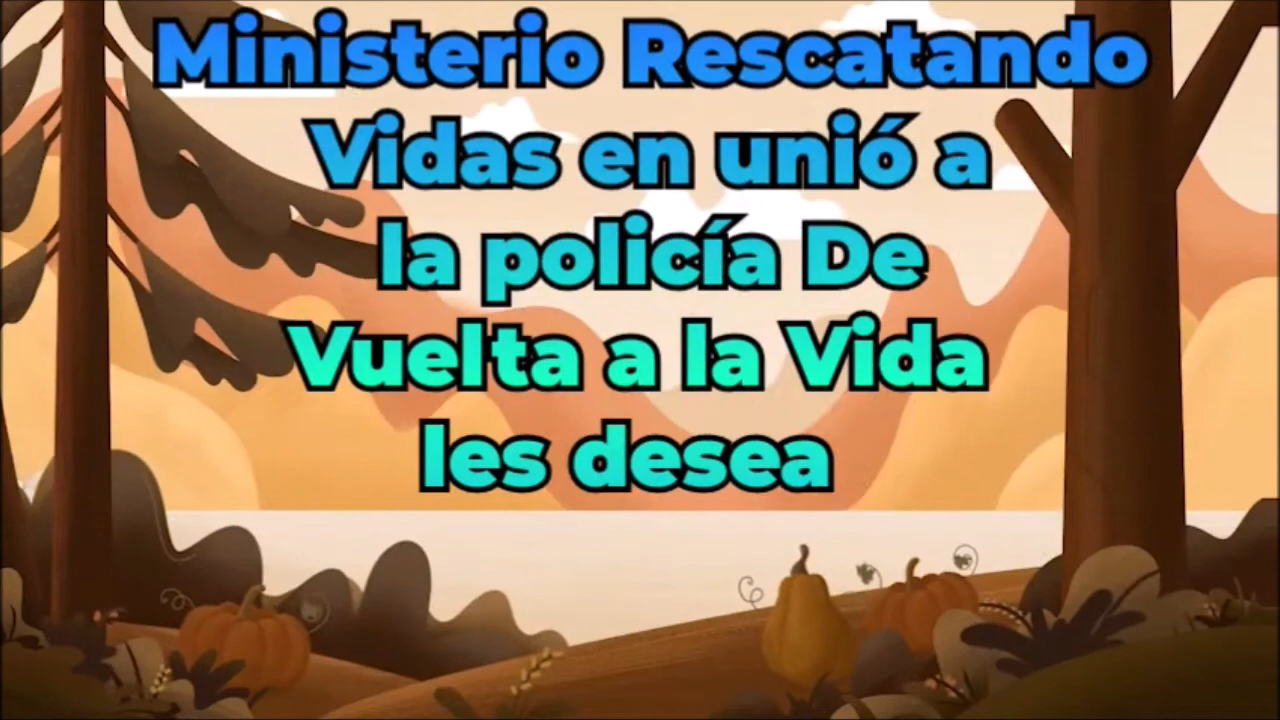 Ministerio Rescatando
Vidas en unió a
la policía De
Vuelta a la Vida
les desea